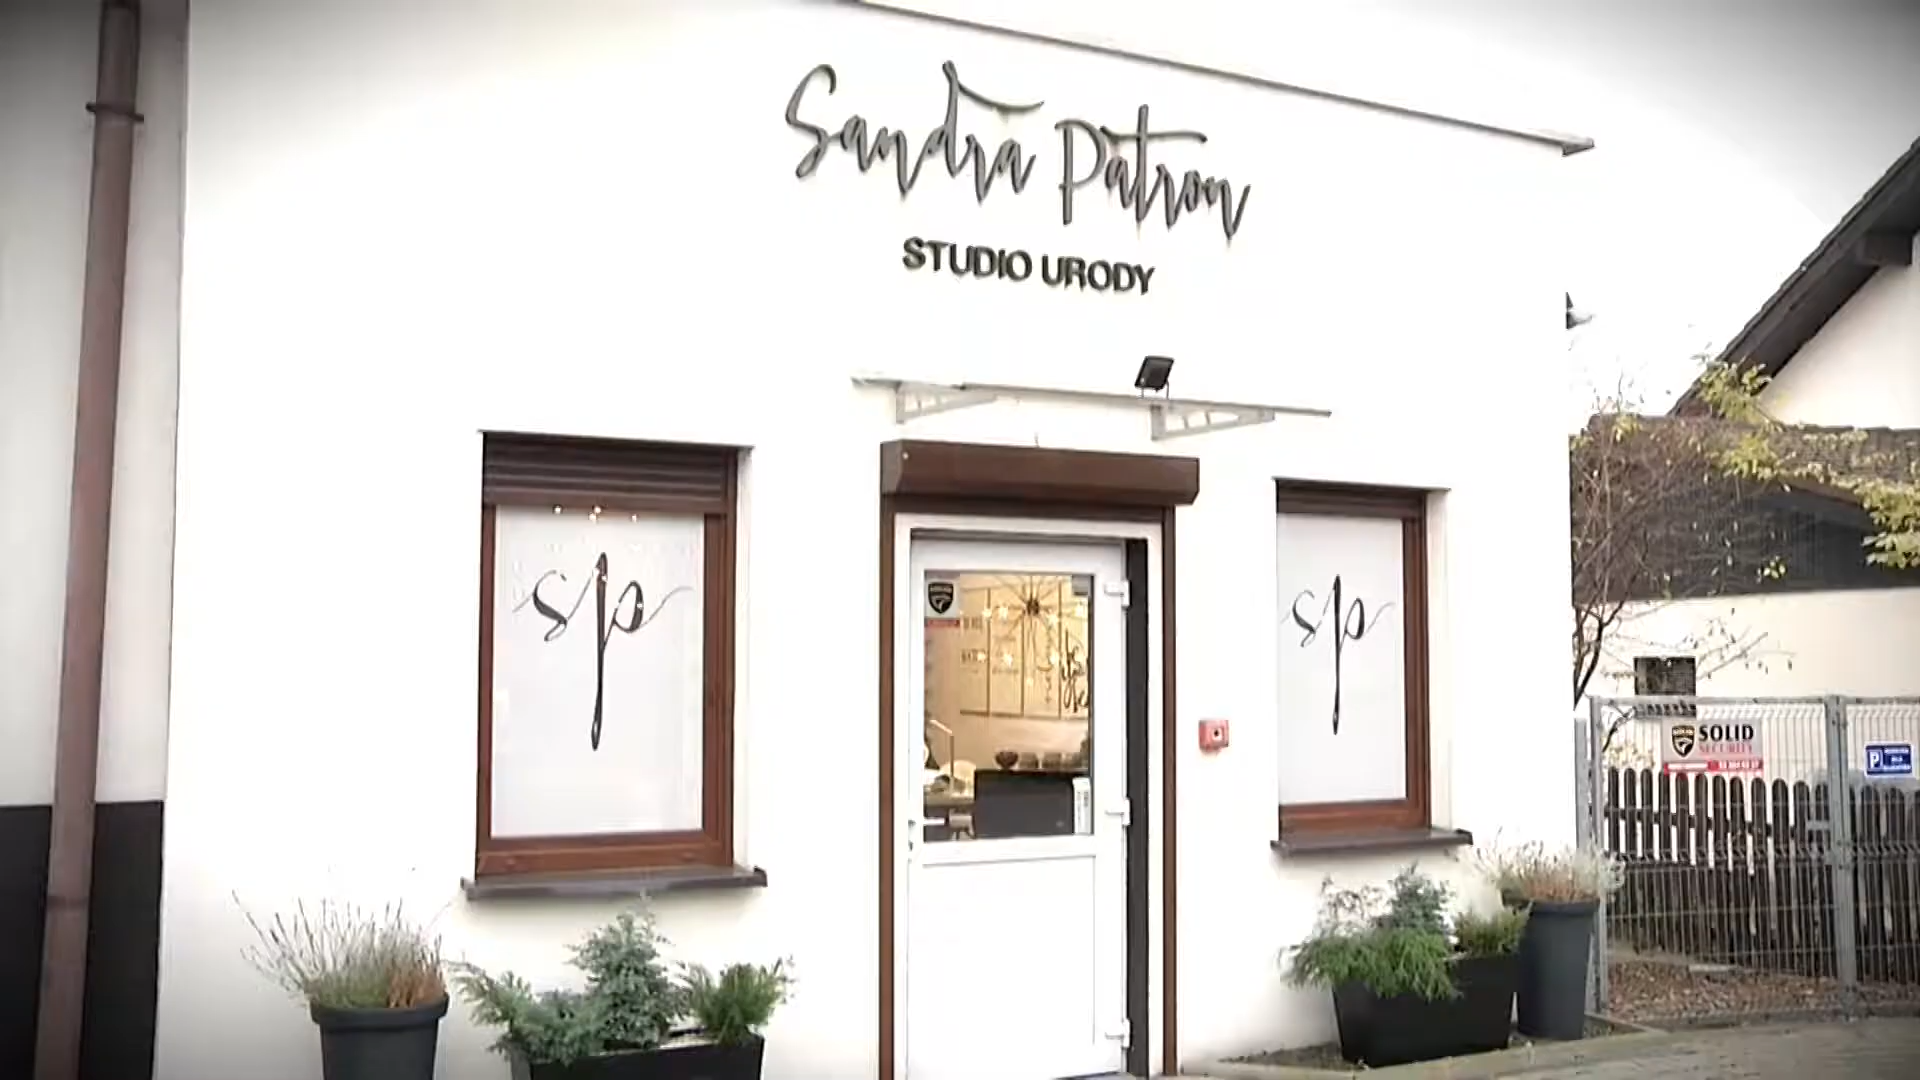 Sandra Patron
STUDIO URODY
sp
sp
SOLID
SECURITY
P